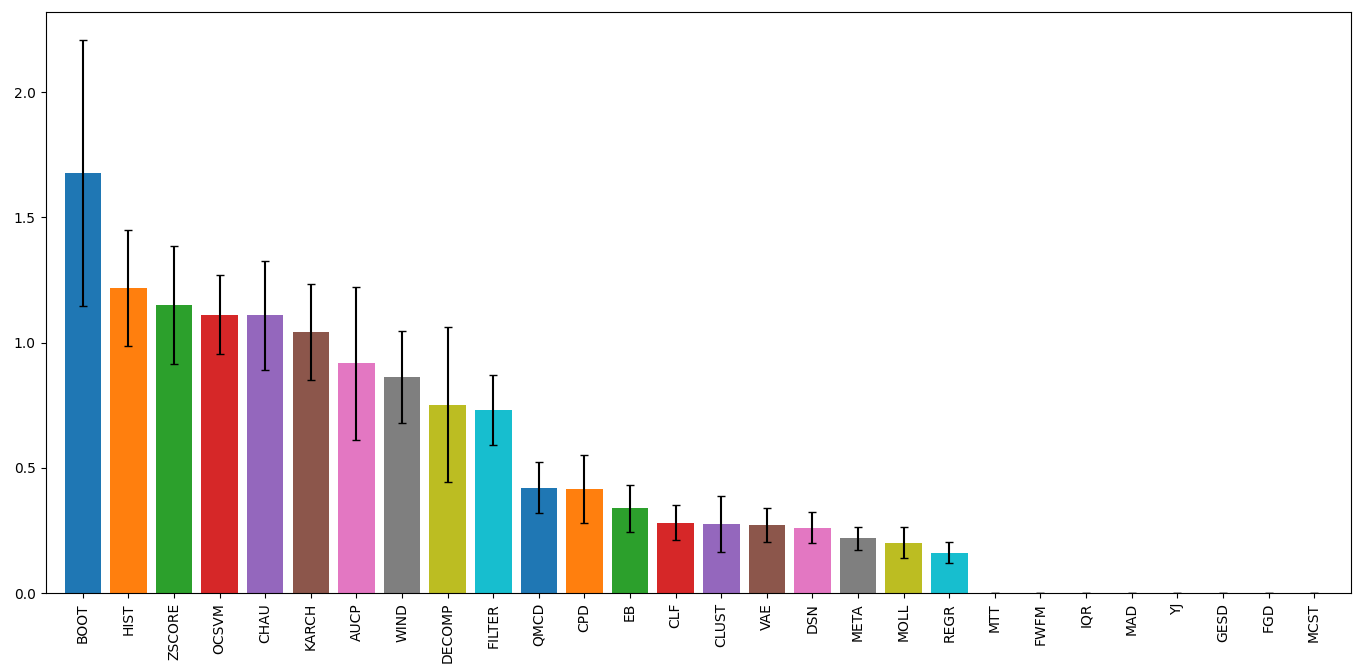 2.0
1.5
1.0
0.5
0.0
BOOT
HIST
ZSCORE
OCSVM
CHAU
KARCH
AUCP
WIND
DECOMP
FILTER
QMCD
CPD
EB
CLF
CLUST
VAE
DSN
META
MOLL
REGR
MTT
FWFM
IQR
MAD
YJ
GESD
FGD
MCST